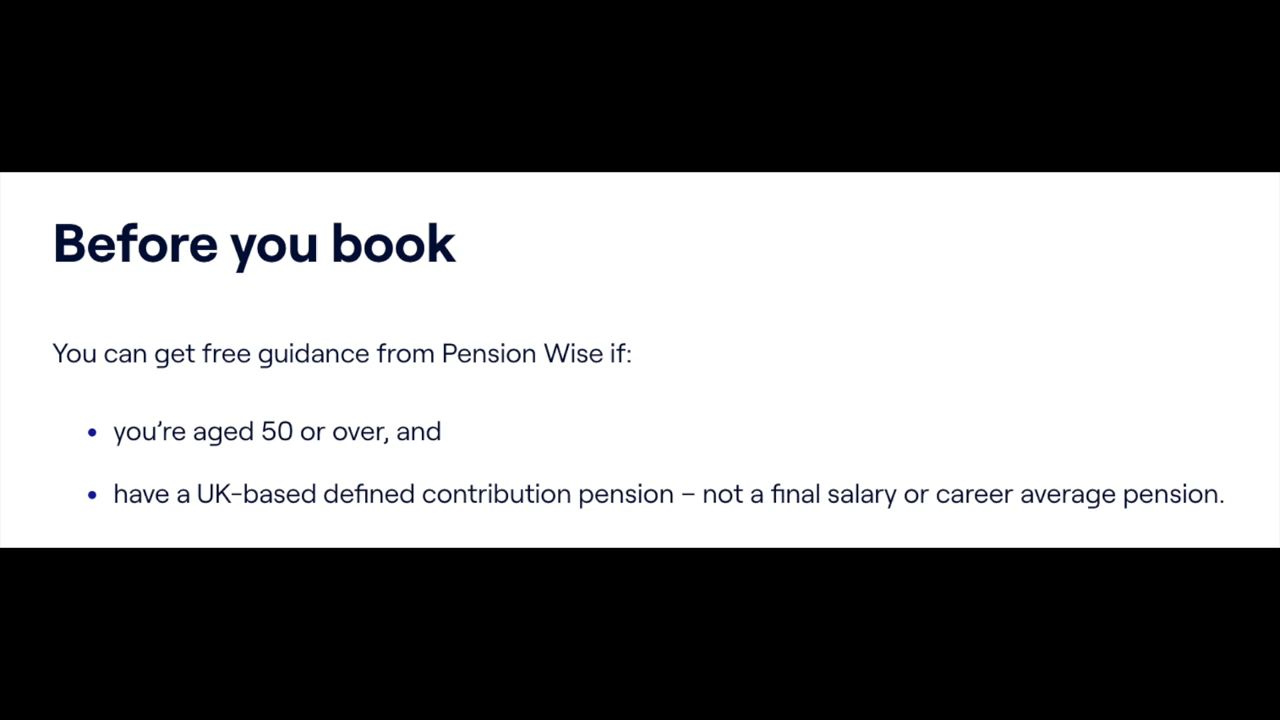 Before you book
You can get free guidance from Pension Wise if:
• you’re aged 50 or over, and
• have a UK-based defined contribution pension – not a final salary or career average pension.